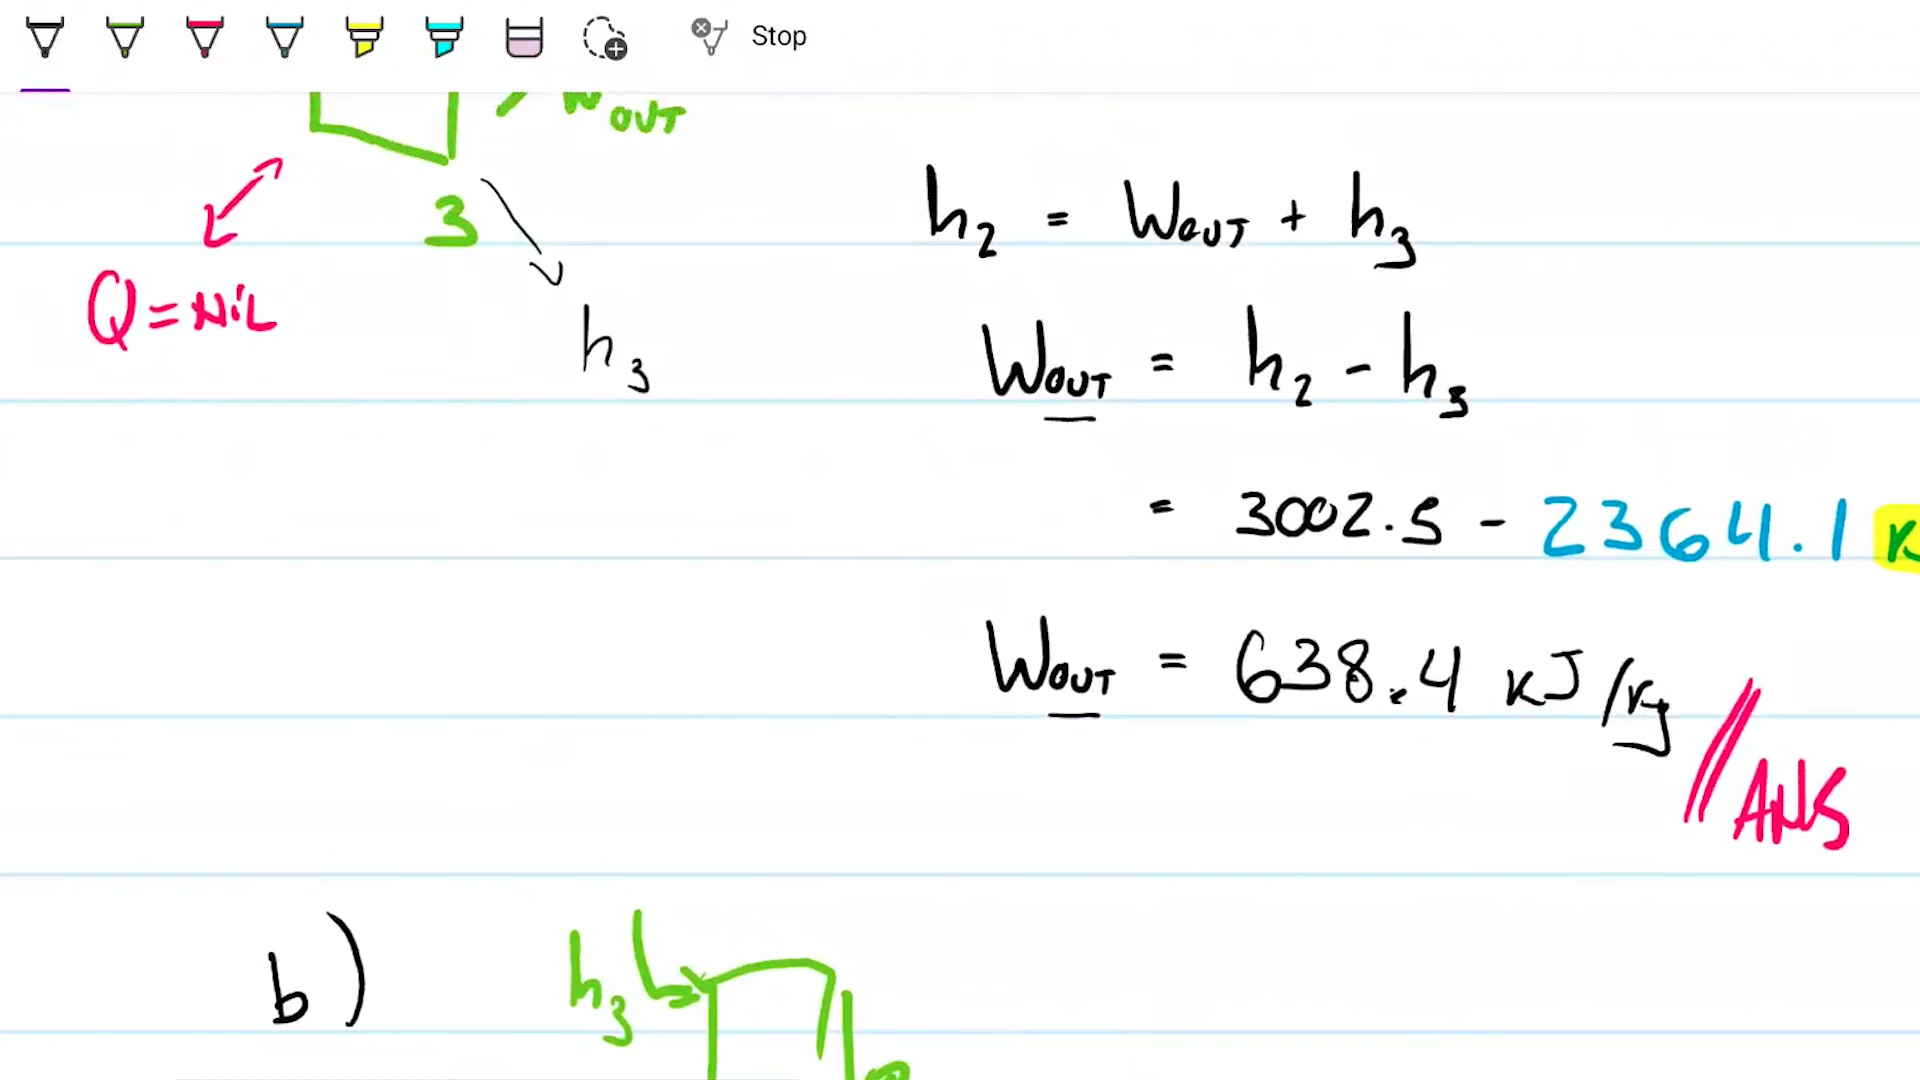 Stop
WOUT
3
Q = NiL
h3
h2 = WOUT + h3
WOUT = h2 - h3
= 3002.5 - 2364.1 K
WOUT = 638.4 KJ/kg
ANS
b)
h3